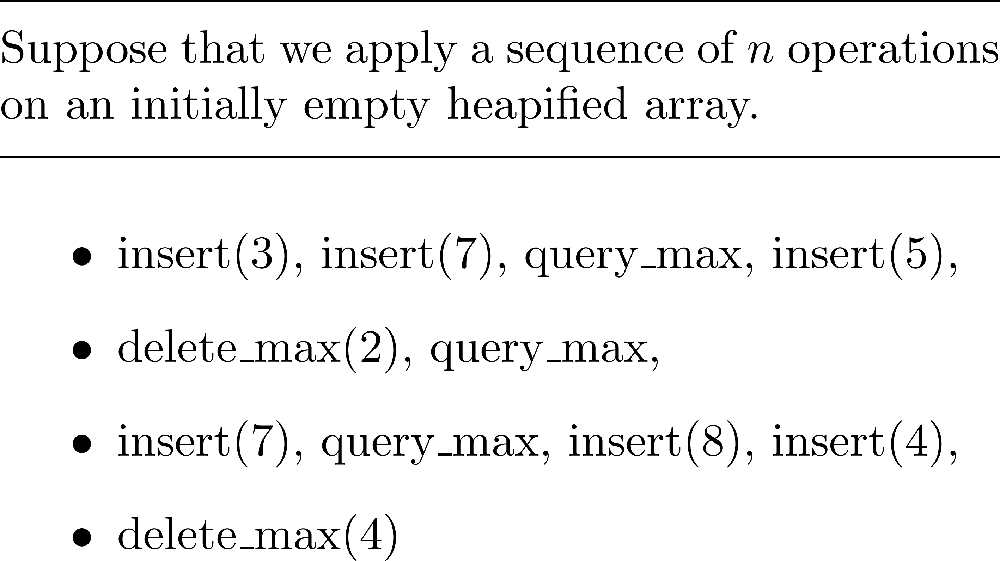 Suppose that we apply a sequence of n operations
on an initially empty heapified array.
• insert(3), insert(7), query_max, insert(5),
• delete_max(2), query_max,
• insert(7), query_max, insert(8), insert(4),
• delete_max(4)